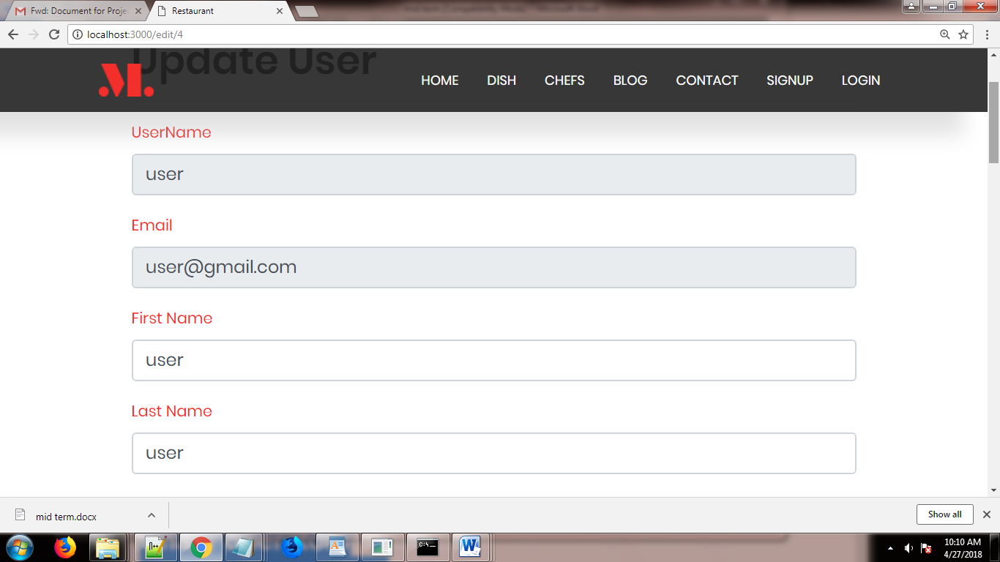 Fwd: Document for Proje
Restaurant
localhost:3000/edit/4
Update User
M.
HOME DISH CHEFS BLOG CONTACT SIGNUP LOGIN
UserName
user
Email
user@gmail.com
First Name
user
Last Name
user
mid term.docx
Show all
10:10 AM
4/27/2018